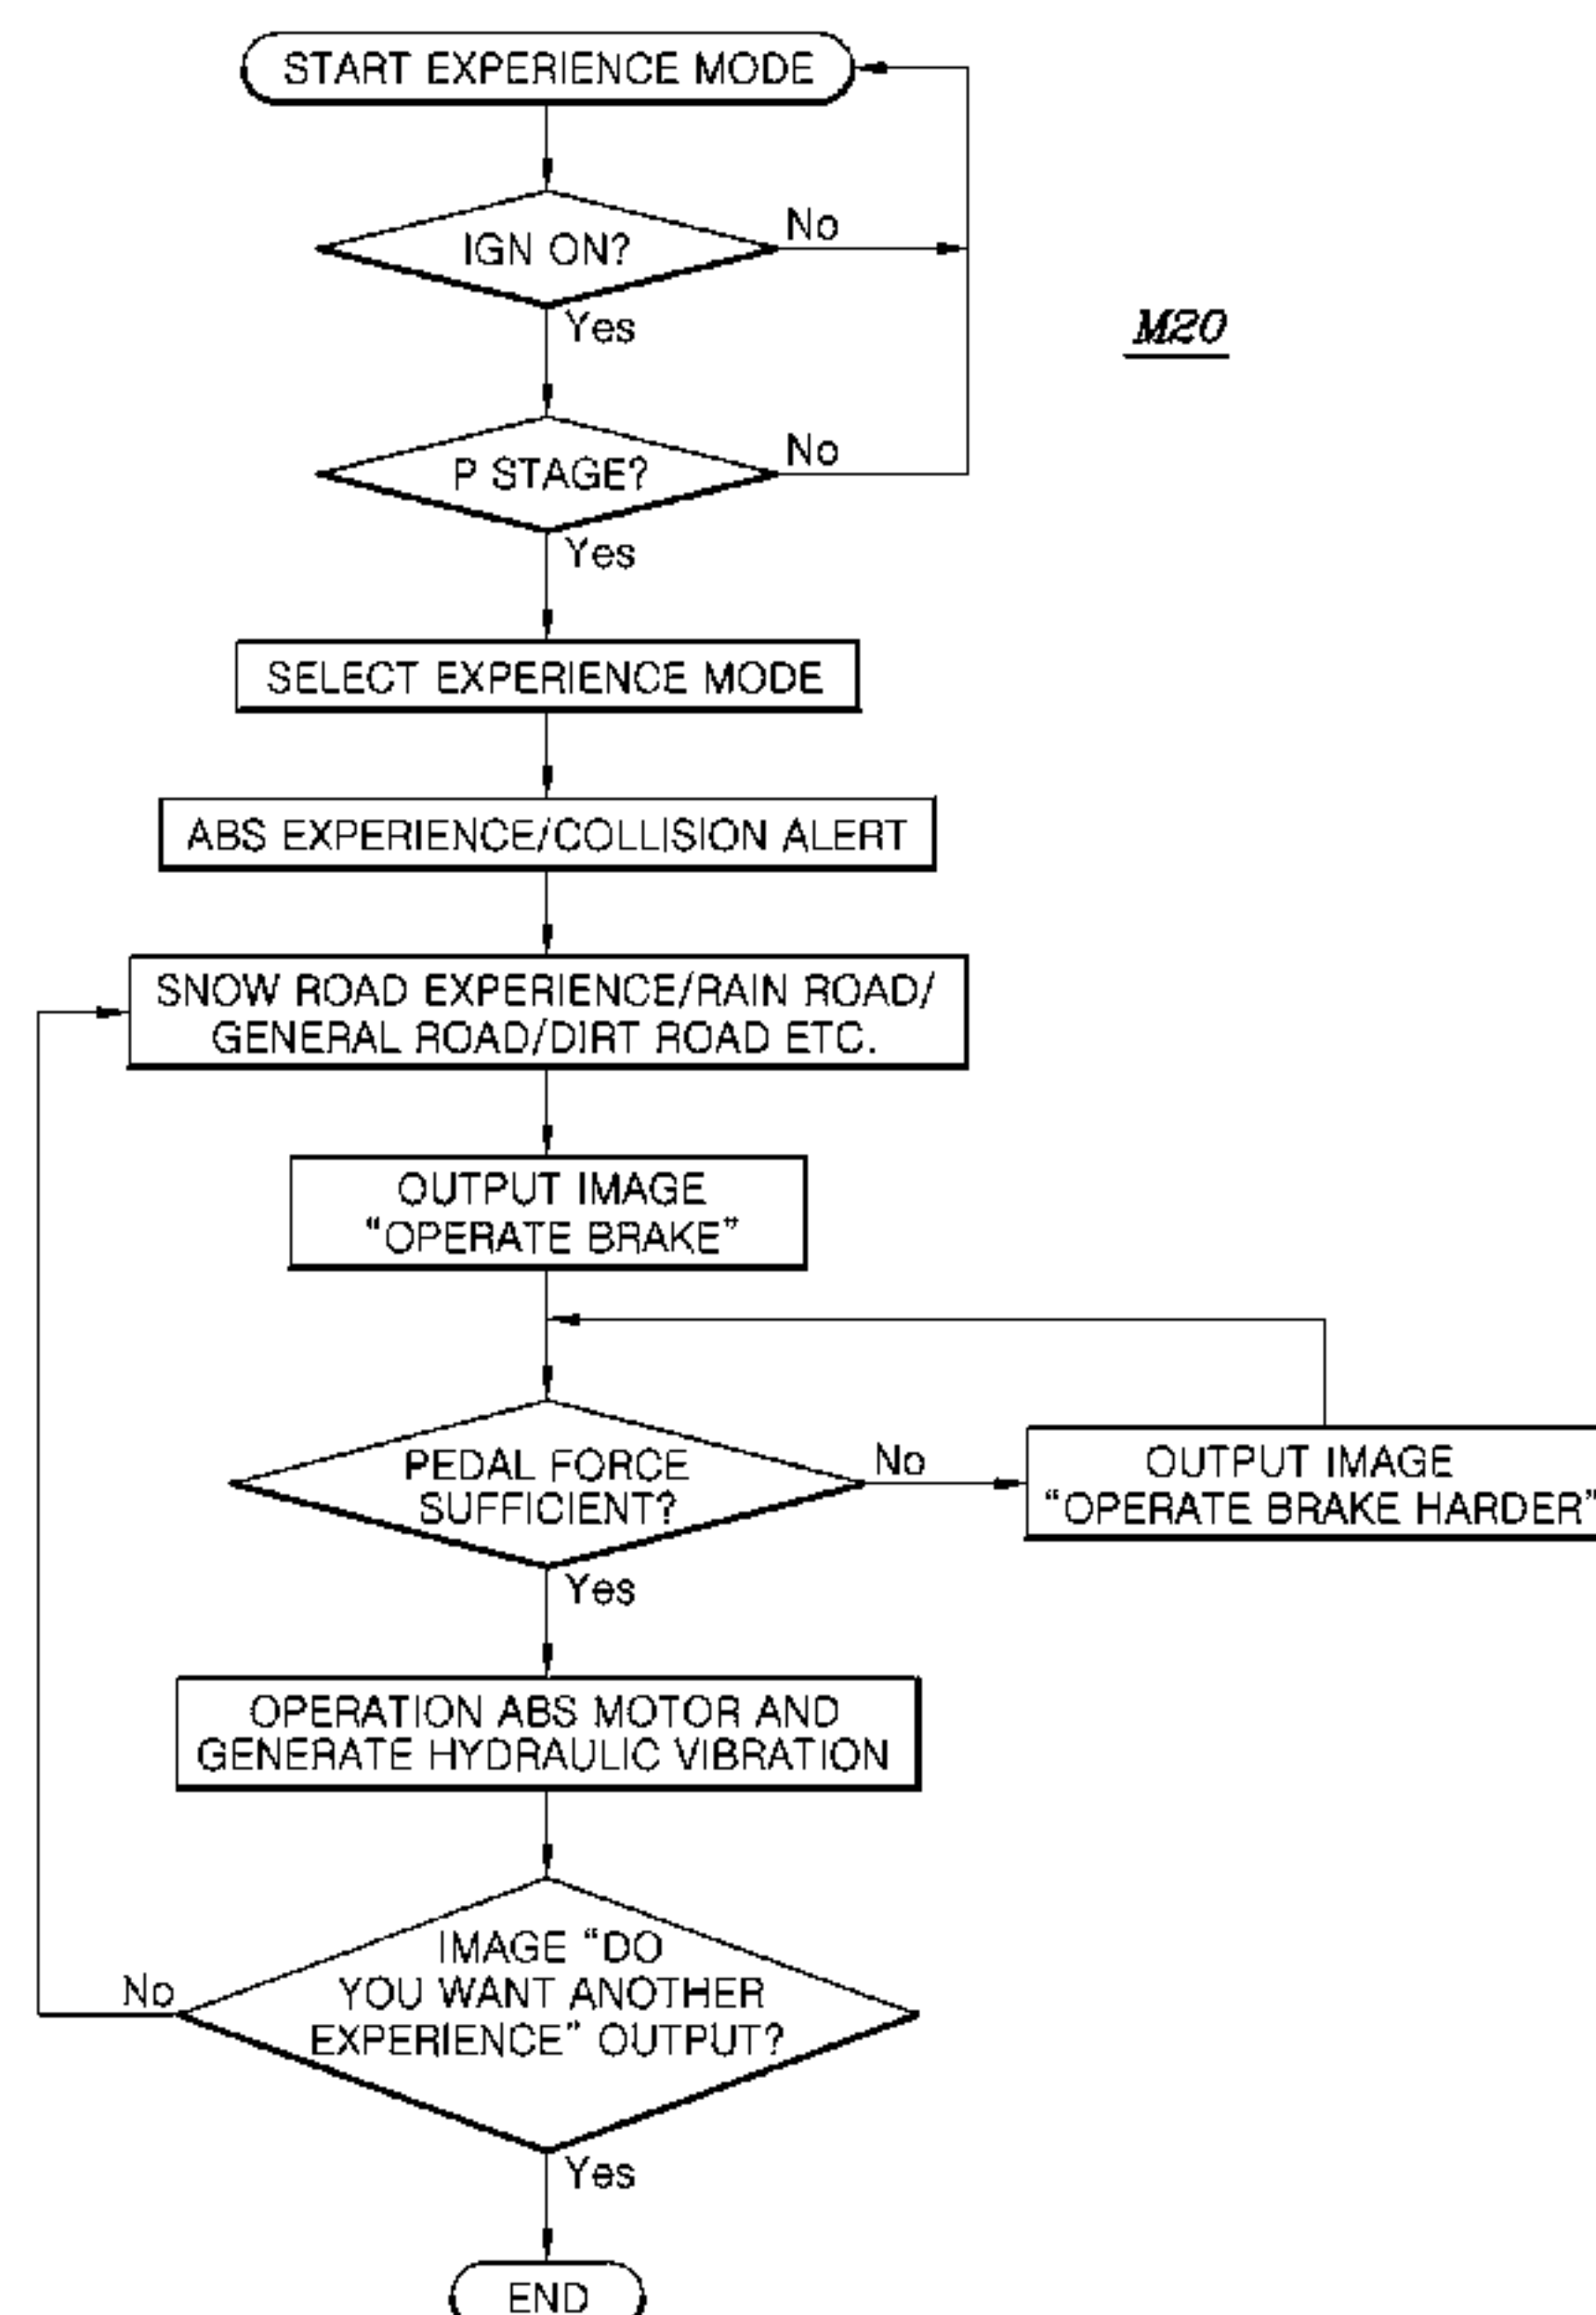 START EXPERIENCE MODE
IGN ON?
No
Yes
M20
P STAGE?
No
Yes
SELECT EXPERIENCE MODE
ABS EXPERIENCE/COLLISION ALERT
SNOW ROAD EXPERIENCE/RAIN ROAD/
GENERAL ROAD/DIRT ROAD ETC.
OUTPUT IMAGE
“OPERATE BRAKE”
PEDAL FORCE
SUFFICIENT?
No
Yes
OUTPUT IMAGE
“OPERATE BRAKE HARDER”
OPERATION ABS MOTOR AND
GENERATE HYDRAULIC VIBRATION
IMAGE “DO
YOU WANT ANOTHER
EXPERIENCE” OUTPUT?
No
Yes
END